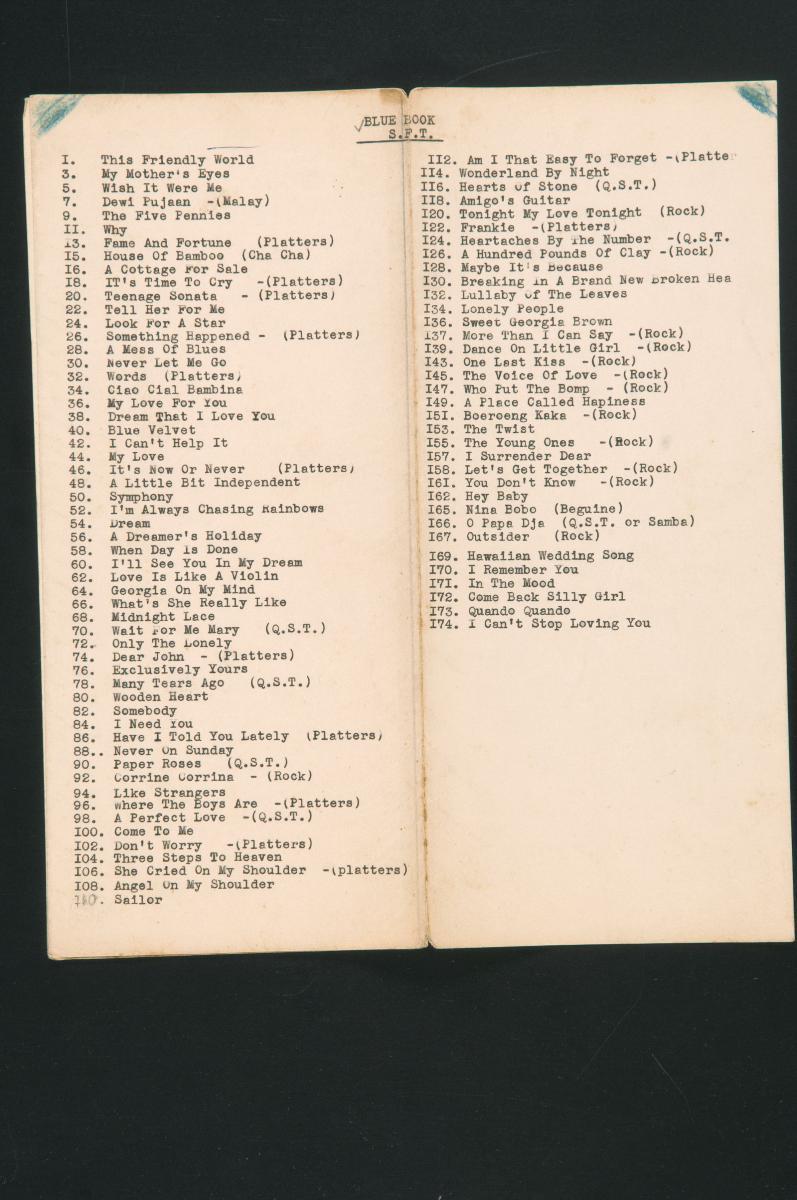 BLUE BOOK
S.F.T.
I. This Friendly World
3. My Mother's Eyes
5. Wish It Were Me
7. Dewi Pujaan -(Malay)
9. The Five Pennies
II. Why
I3. Fame And Fortune (Platters)
I5. House Of Bamboo (Cha Cha)
I6. A Cottage For Sale
I8. IT's Time To Cry -(Platters)
20. Teenage Sonata - (Platters)
22. Tell Her For Me
24. Look For A Star
26. Something Happened - (Platters)
28. A Mess Of Blues
30. Never Let Me Go
32. Words (Platters)
34. Ciao Cial Bambina
36. My Love For You
38. Dream That I Love You
40. Blue Velvet
42. I Can't Help It
44. My Love
46. It's Now Or Never (Platters)
48. A Little Bit Independent
50. Symphony
52. I'm Always Chasing Rainbows
54. Dream
56. A Dreamer's Holiday
58. When Day Is Done
60. I'll See You In My Dream
62. Love Is Like A Violin
64. Georgia On My Mind
66. What's She Really Like
68. Midnight Lace
70. Wait For Me Mary (Q.S.T.)
72. Only The Lonely
74. Dear John - (Platters)
76. Exclusively Yours
78. Many Tears Ago (Q.S.T.)
80. Wooden Heart
82. Somebody
84. I Need You
86. Have I Told You Lately (Platters)
88.. Never On Sunday
90. Paper Roses (Q.S.T.)
92. Corrine Corrina - (Rock)
94. Like Strangers
96. Where The Boys Are -(Platters)
98. A Perfect Love -(Q.S.T.)
I00. Come To Me
I02. Don't Worry -(Platters)
I04. Three Steps To Heaven
I06. She Cried On My Shoulder -(platters)
I08. Angel On My Shoulder
110. Sailor
II2. Am I That Easy To Forget -(Platte
II4. Wonderland By Night
II6. Hearts Of Stone (Q.S.T.)
II8. Amigo's Guitar
I20. Tonight My Love Tonight (Rock)
I22. Frankie -(Platters)
I24. Heartaches By The Number -(Q.S.T.
I26. A Hundred Pounds Of Clay -(Rock)
I28. Maybe It's Because
I30. Breaking In A Brand New Broken Hea
I32. Lullaby Of The Leaves
I34. Lonely People
I36. Sweet Georgia Brown
I37. More Than I Can Say -(Rock)
I39. Dance On Little Girl -(Rock)
I43. One Last Kiss -(Rock)
I45. The Voice Of Love -(Rock)
I47. Who Put The Bomp - (Rock)
I49. A Place Called Hapiness
I5I. Boeroeng Kaka -(Rock)
I53. The Twist
I55. The Young Ones -(Rock)
I57. I Surrender Dear
I58. Let's Get Together -(Rock)
I6I. You Don't Know -(Rock)
I62. Hey Baby
I65. Nina Bobo (Beguine)
I66. O Papa Dja (Q.S.T. or Samba)
I67. Outsider (Rock)
I69. Hawaiian Wedding Song
I70. I Remember You
I7I. In The Mood
I72. Come Back Silly Girl
I73. Quando Quando
I74. I Can't Stop Loving You